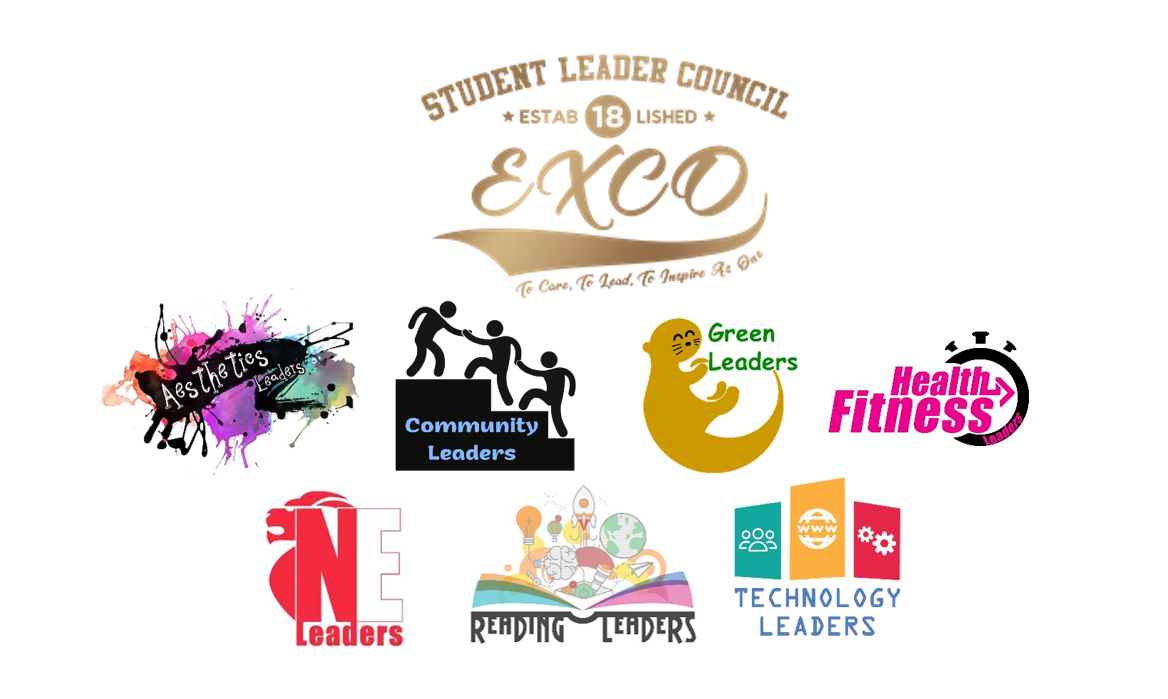 STUDENT LEADER COUNCIL
ESTAB 18 LISHED
EXCO
To Care, To Lead, To Inspire As One
Aesthetics
Leaders
Community
Leaders
Green
Leaders
Health
Fitness
Leaders
NE
Leaders
WWW
READING LEADERS
TECHNOLOGY
LEADERS